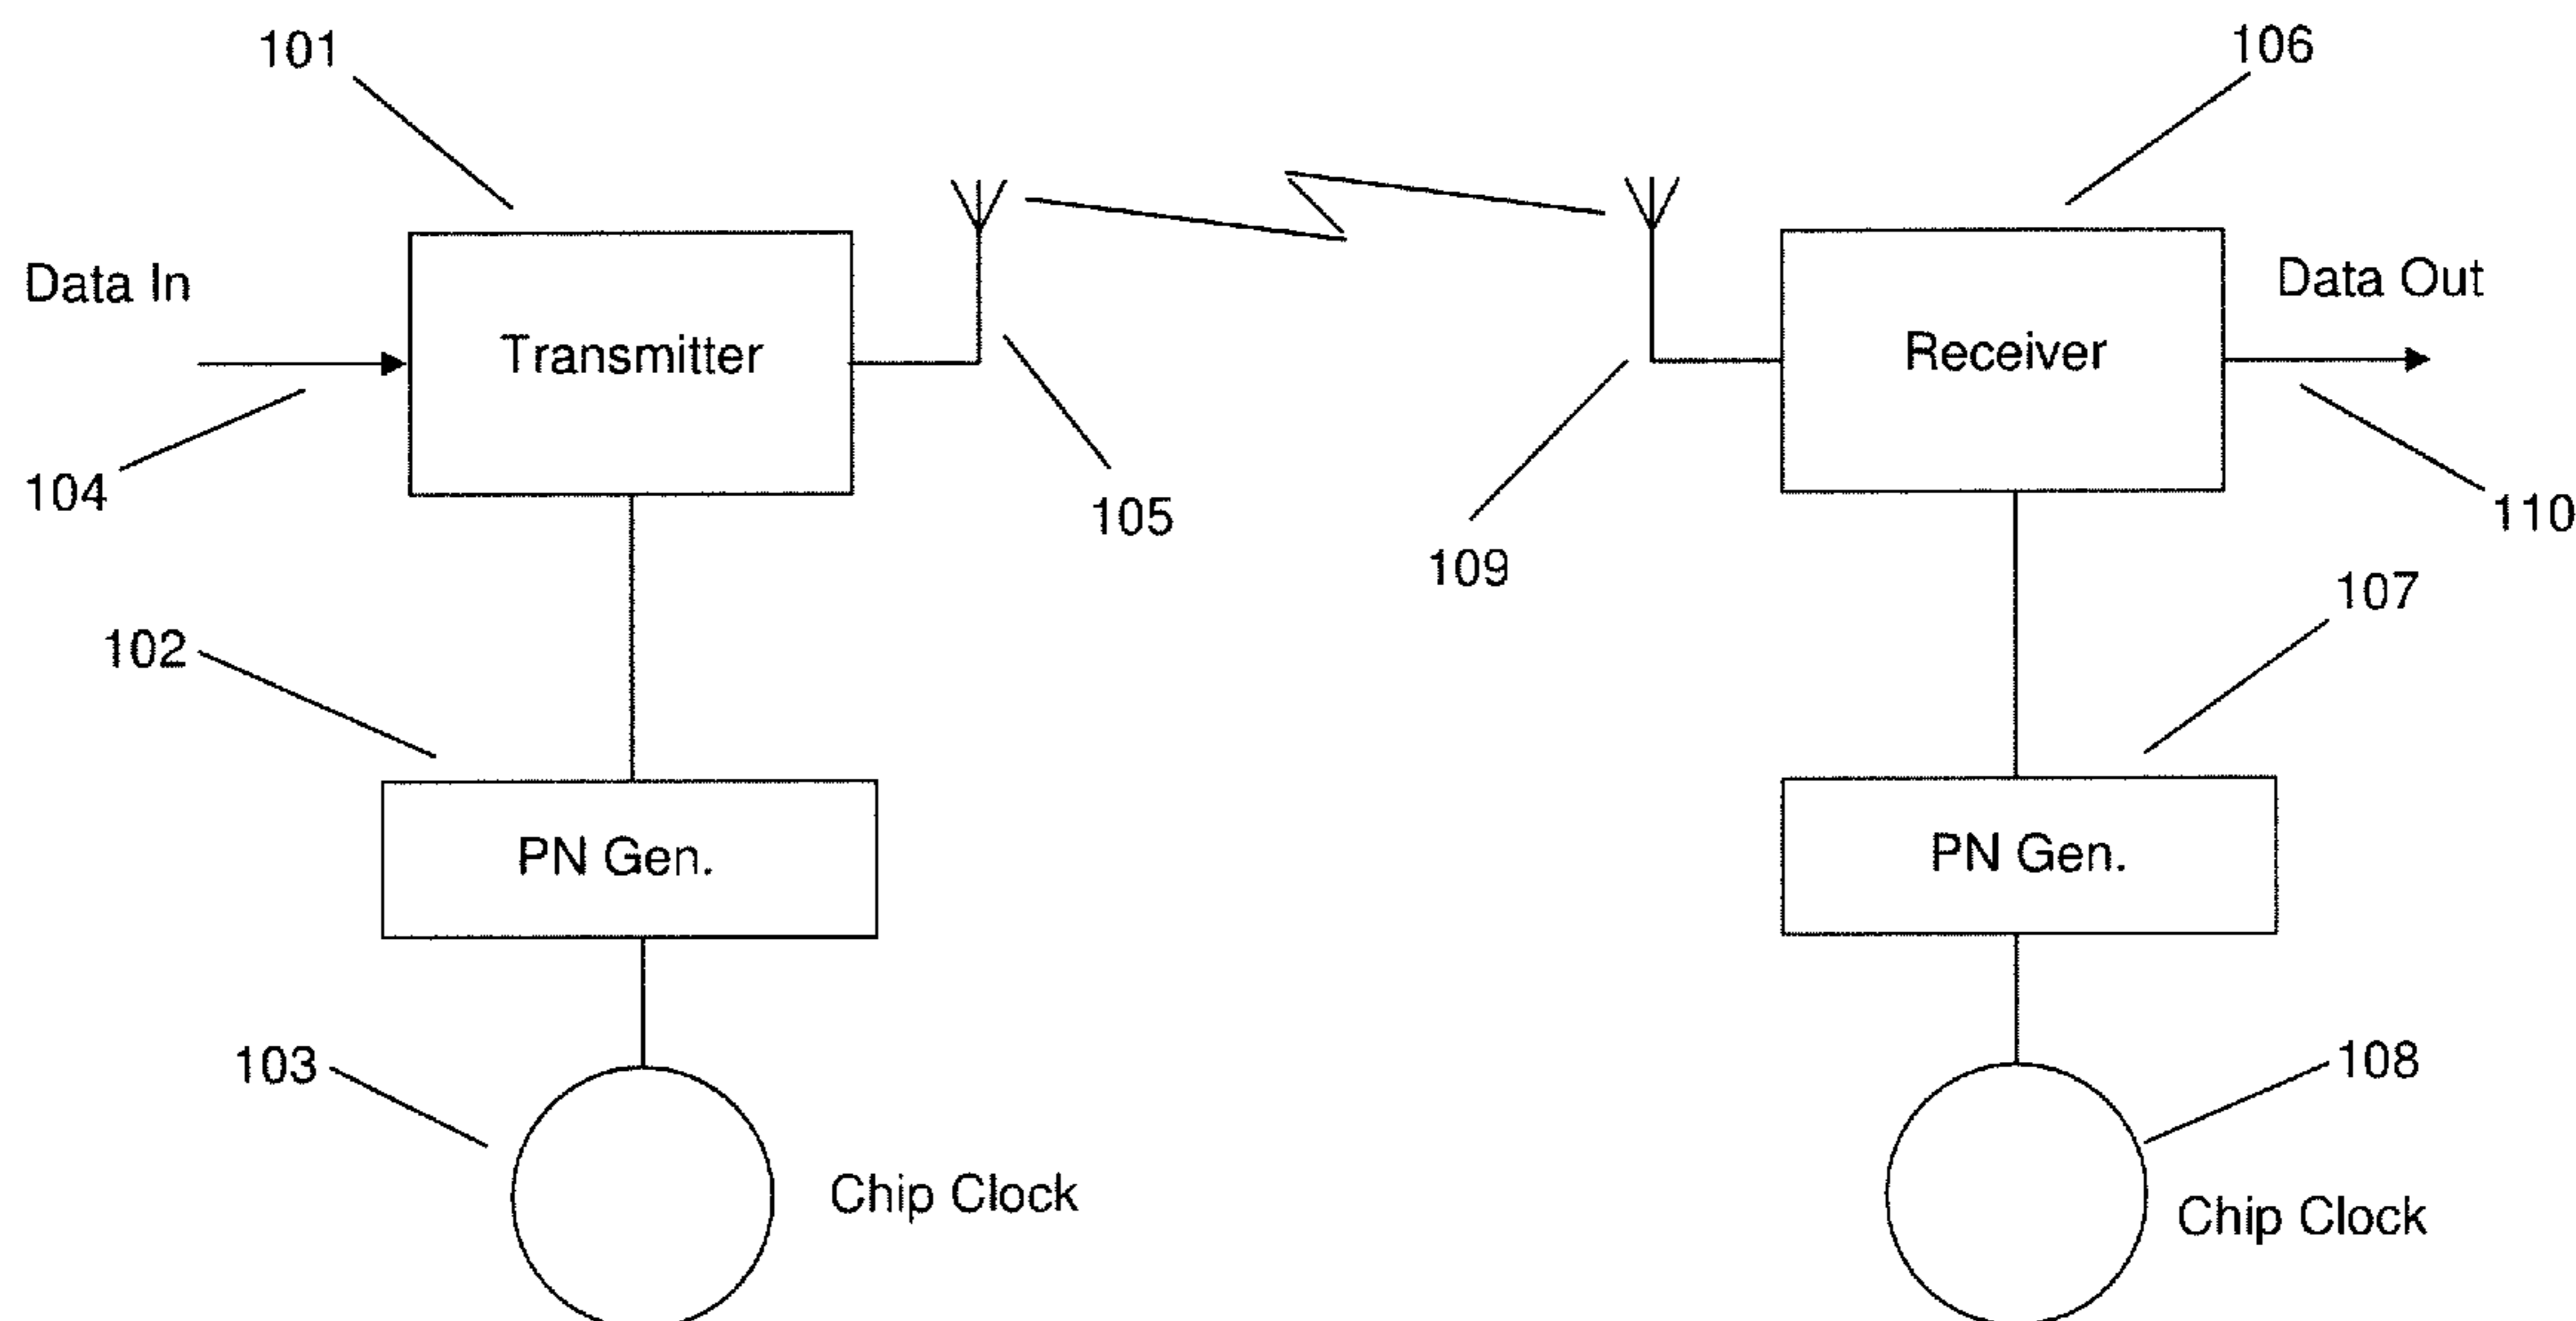 101
106
Data In
Data Out
Transmitter
Receiver
104
105
109
110
102
107
PN Gen.
PN Gen.
103
108
Chip Clock
Chip Clock